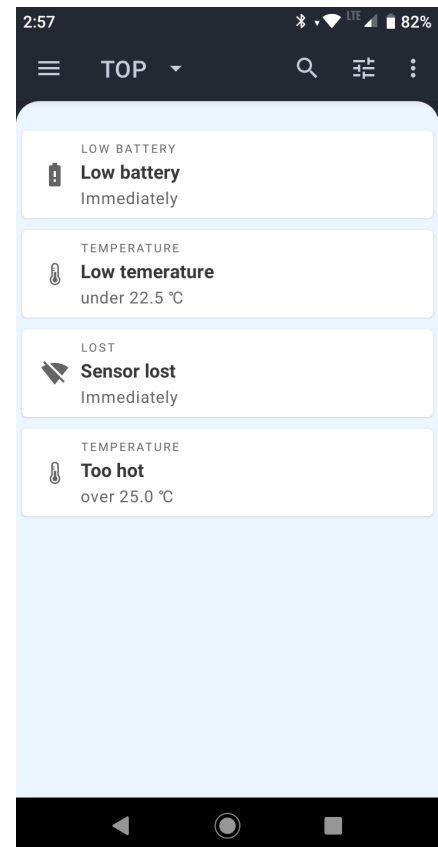 2:57 LTE 82%
TOP
LOW BATTERY
Low battery
Immediately
TEMPERATURE
Low temerature
under 22.5 °C
LOST
Sensor lost
Immediately
TEMPERATURE
Too hot
over 25.0 °C